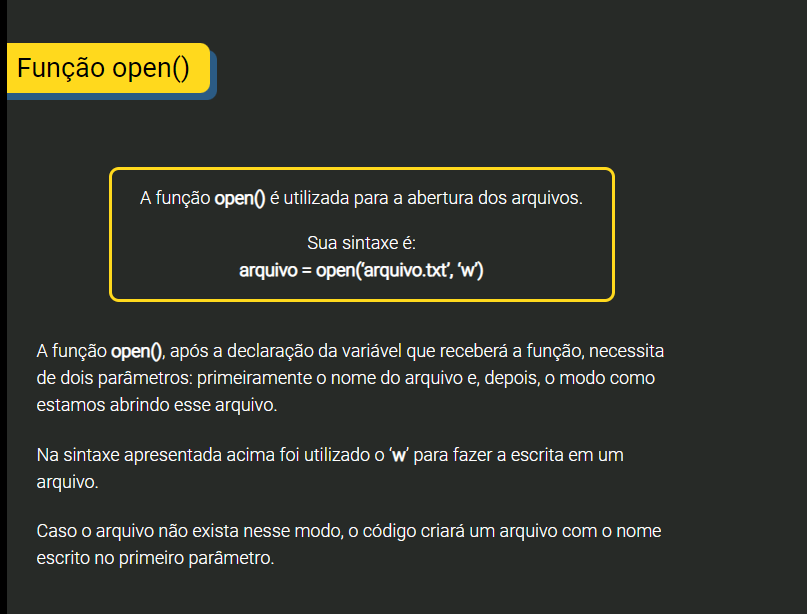 Função open()
A função open() é utilizada para a abertura dos arquivos.
Sua sintaxe é:
arquivo = open(‘arquivo.txt’, ‘w’)
A função open(), após a declaração da variável que receberá a função, necessita
de dois parâmetros: primeiramente o nome do arquivo e, depois, o modo como
estamos abrindo esse arquivo.
Na sintaxe apresentada acima foi utilizado o ‘w’ para fazer a escrita em um
arquivo.
Caso o arquivo não exista nesse modo, o código criará um arquivo com o nome
escrito no primeiro parâmetro.